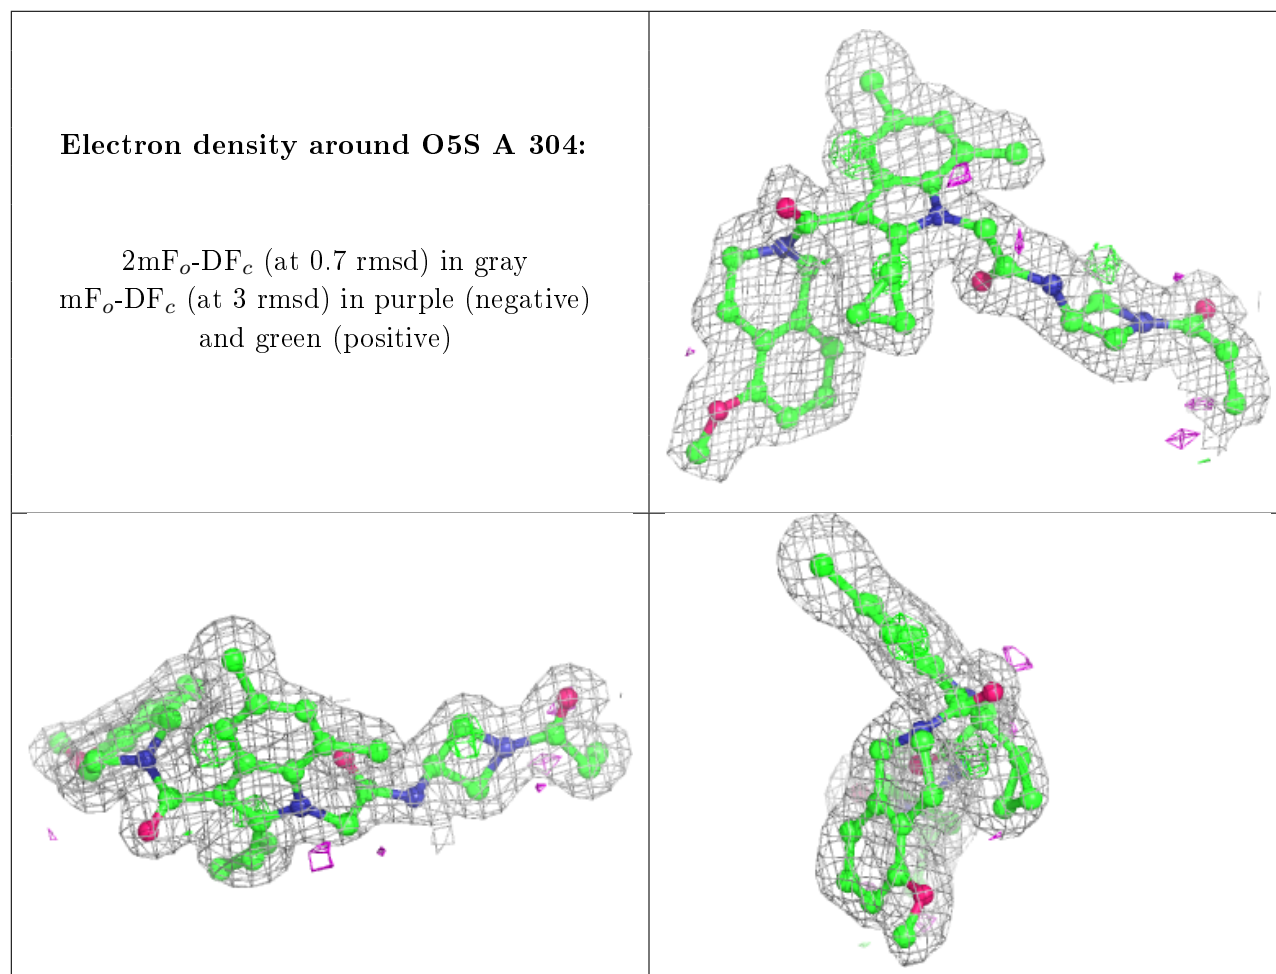 Electron density around O5S A 304:
2mFₒ-DF𝒸 (at 0.7 rmsd) in gray
mFₒ-DF𝒸 (at 3 rmsd) in purple (negative)
and green (positive)